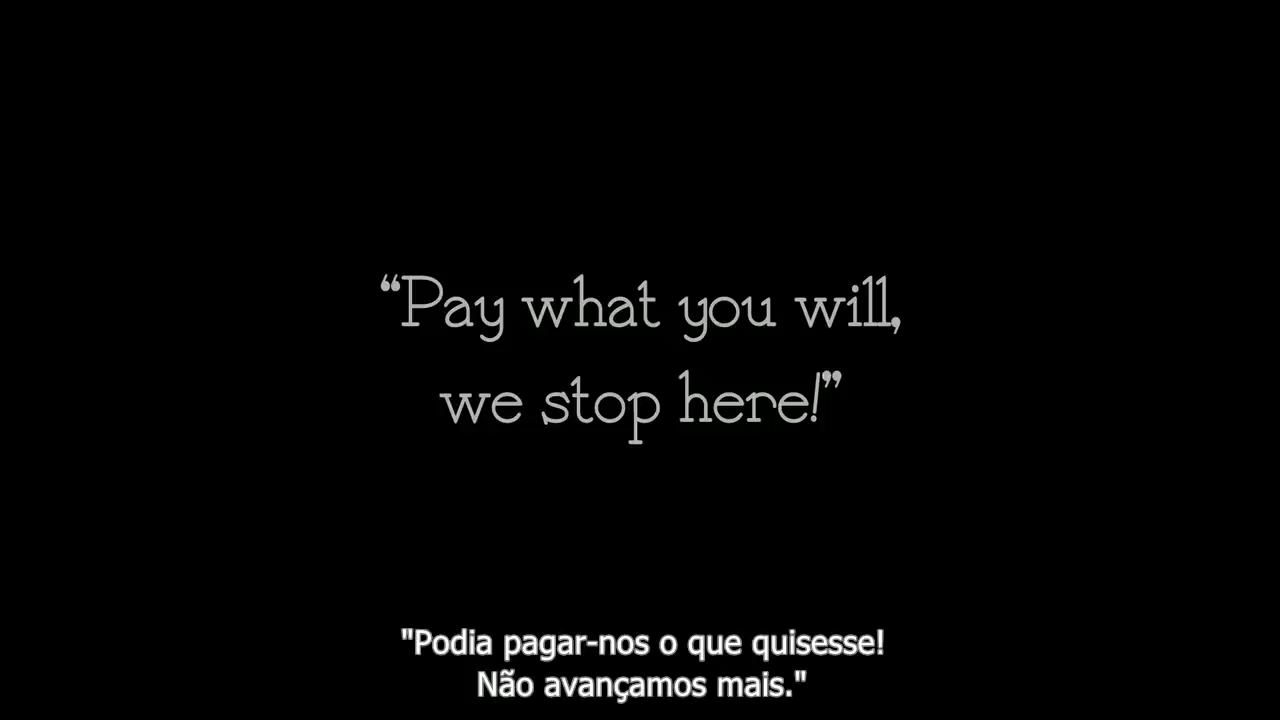 “Pay what you will,
we stop here!”
"Podia pagar-nos o que quisesse!
Não avançamos mais."